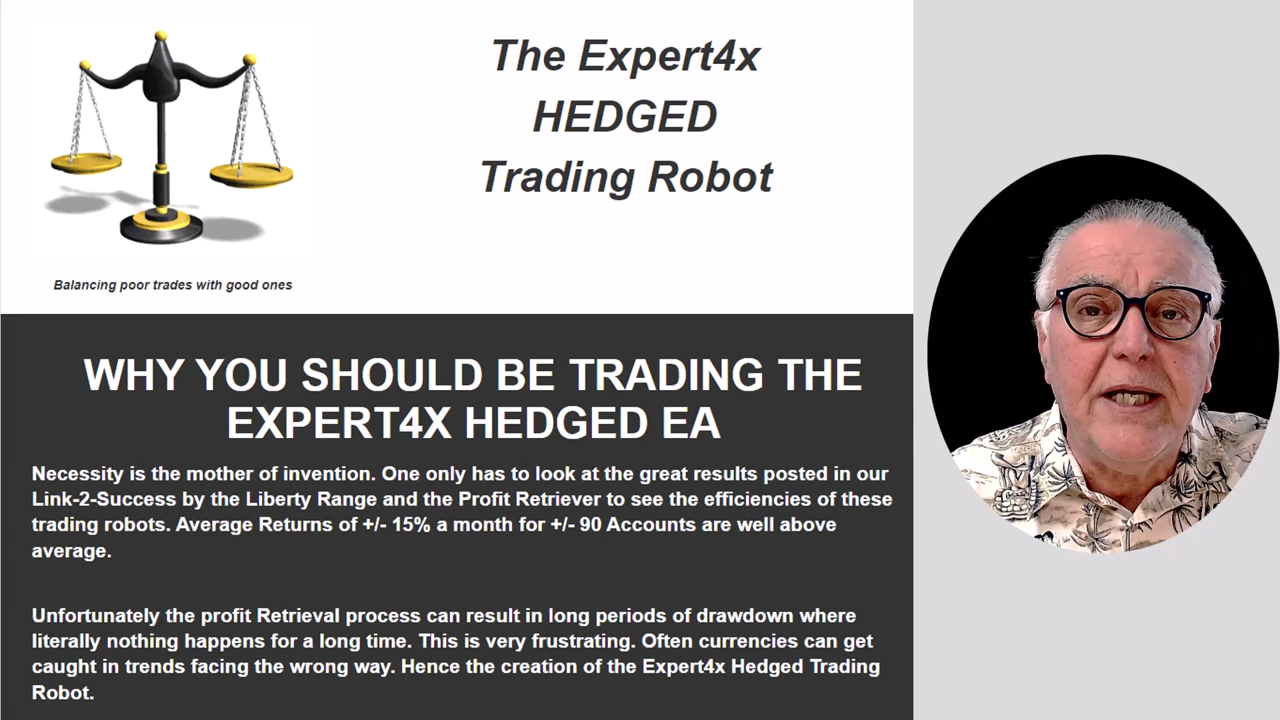 The Expert4x
HEDGED
Trading Robot
Balancing poor trades with good ones
WHY YOU SHOULD BE TRADING THE
EXPERT4X HEDGED EA
Necessity is the mother of invention. One only has to look at the great results posted in our
Link-2-Success by the Liberty Range and the Profit Retriever to see the efficiencies of these
trading robots. Average Returns of +/- 15% a month for +/- 90 Accounts are well above
average.
Unfortunately the profit Retrieval process can result in long periods of drawdown where
literally nothing happens for a long time. This is very frustrating. Often currencies can get
caught in trends facing the wrong way. Hence the creation of the Expert4x Hedged Trading
Robot.